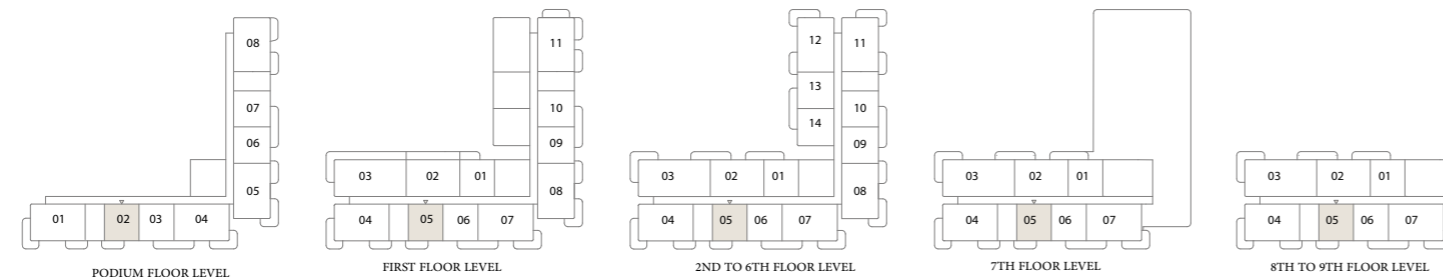 08
07
06
05
01 02 03 04
PODIUM FLOOR LEVEL
11
10
09
08
03 02 01
04 05 06 07
FIRST FLOOR LEVEL
12 11
13
10
14
09
03 02 01
08
04 05 06 07
2ND TO 6TH FLOOR LEVEL
03 02 01
04 05 06 07
7TH FLOOR LEVEL
03 02 01
04 05 06 07
8TH TO 9TH FLOOR LEVEL